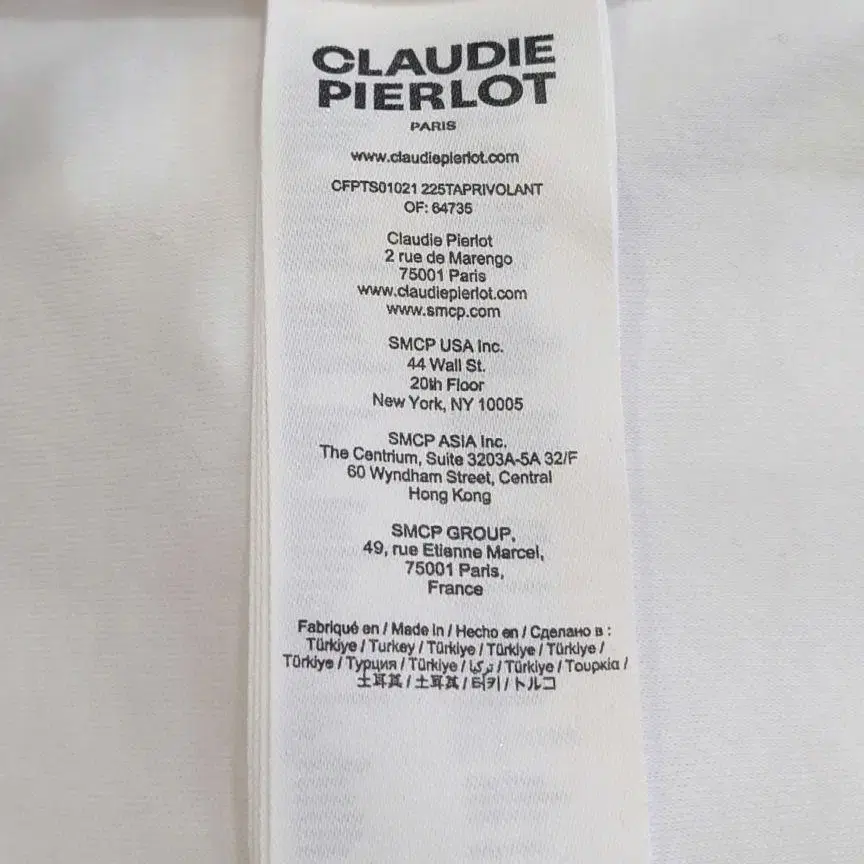 CLAUDIE
PIERLOT
PARIS
www.claudiepierlot.com
CFPTS01021 225TAPRIVOLANT
OF: 64735
Claudie Pierlot
2 rue de Marengo
75001 Paris
www.claudiepierlot.com
www.smcp.com
SMCP USA Inc.
44 Wall St.
20th Floor
New York, NY 10005
SMCP ASIA Inc.
The Centrium, Suite 3203A-5A 32/F
60 Wyndham Street, Central
Hong Kong
SMCP GROUP,
49, rue Etienne Marcel,
75001 Paris,
France
Fabriqué en / Made in / Hecho en / Сделано в :
Türkiye / Turkey / Türkiye / Türkiye / Türkiye /
Türkiye / Турция / Türkiye / تركيا / Türkiye / Τουρκία /
土耳其 / 土耳其 / 터키 / トルコ